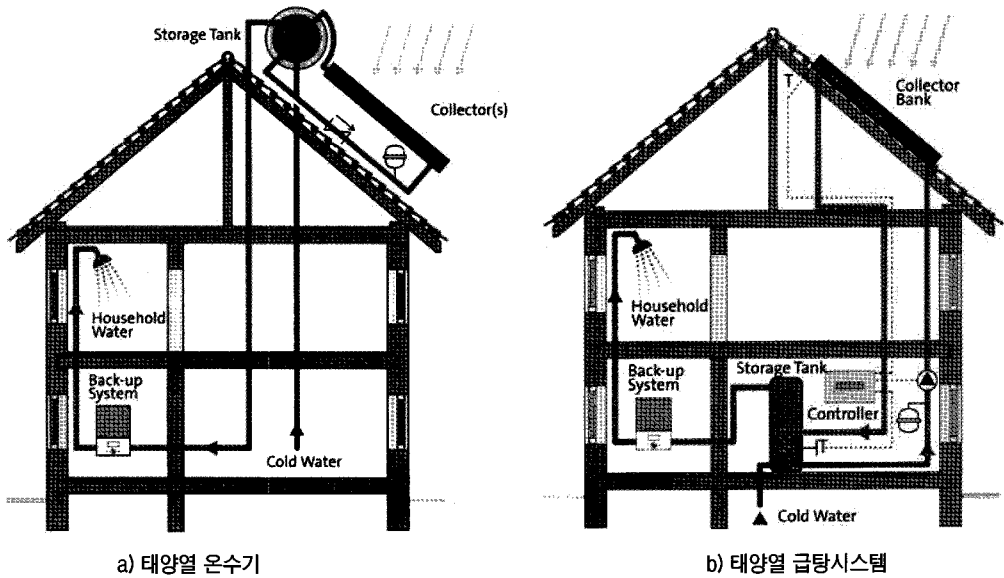 Storage Tank
Collector(s)
Household
Water
Back-up
System
Cold Water
a) 태양열 온수기
T
Collector
Bank
Household
Water
Back-up
System
Storage Tank
Controller
T
Cold Water
b) 태양열 급탕시스템